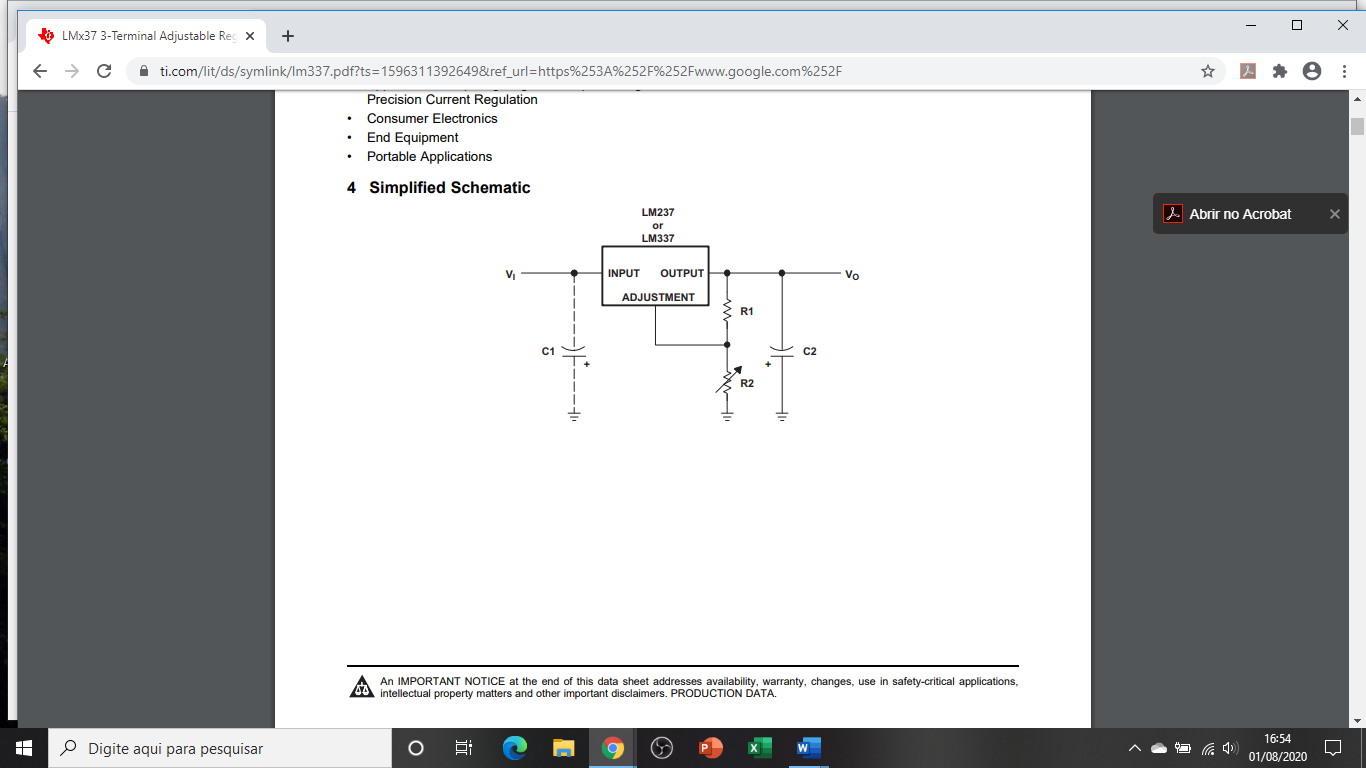 LMx37 3-Terminal Adjustable Reg
ti.com/lit/ds/symlink/lm337.pdf?ts=1596311392649&ref_url=https%253A%252F%252Fwww.google.com%252F
Precision Current Regulation
• Consumer Electronics
• End Equipment
• Portable Applications
4 Simplified Schematic
Abrir no Acrobat
LM237
or
LM337
VI
INPUT
OUTPUT
VO
ADJUSTMENT
R1
C1
+
C2
+
R2
An IMPORTANT NOTICE at the end of this data sheet addresses availability, warranty, changes, use in safety-critical applications,
intellectual property matters and other important disclaimers. PRODUCTION DATA.
Digite aqui para pesquisar
16:54
01/08/2020